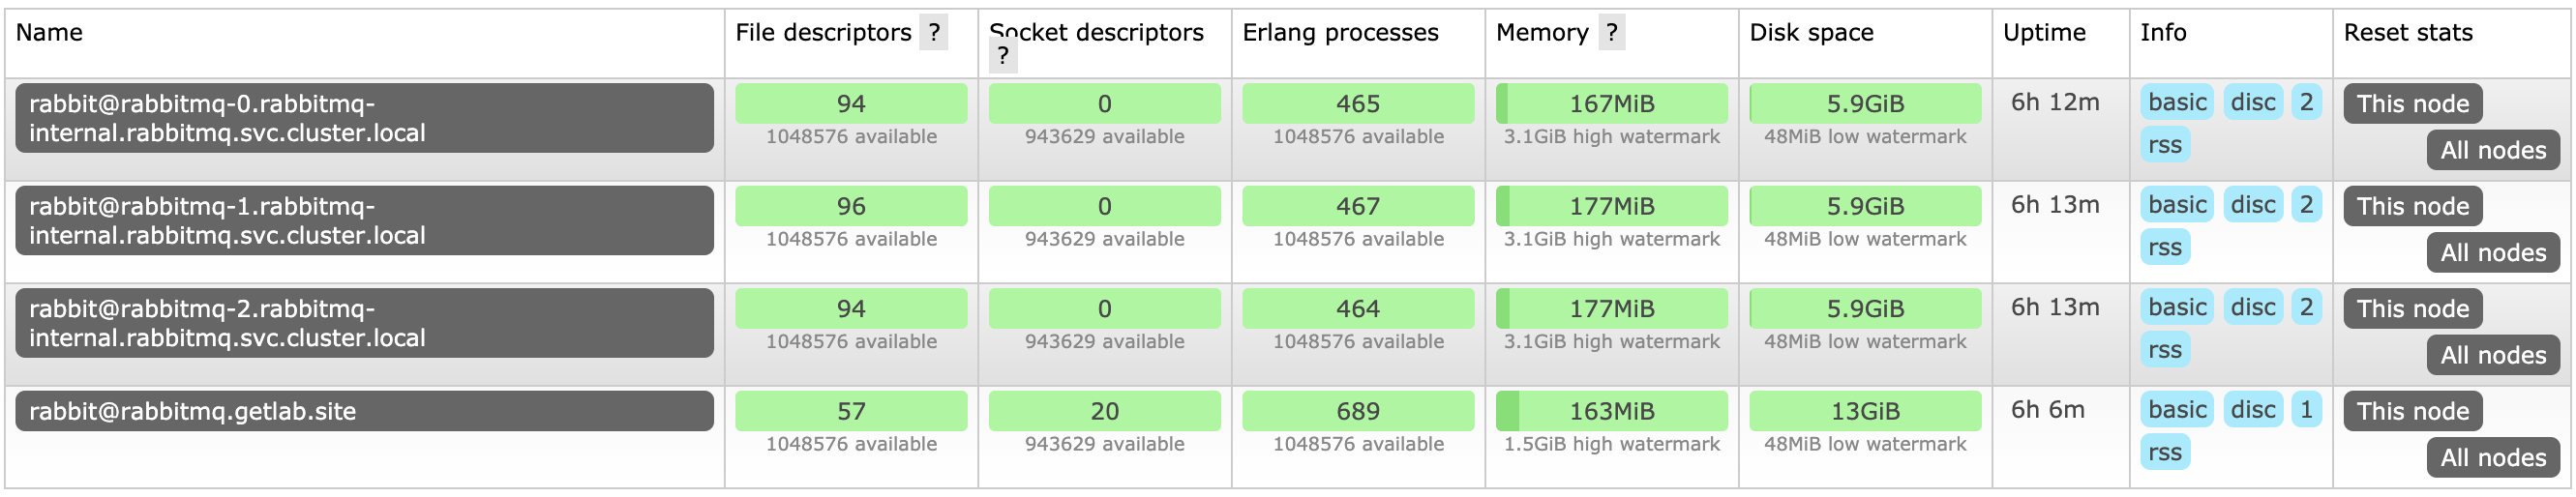 Name File descriptors ? Socket descriptors Erlang processes Memory ? Disk space Uptime Info Reset stats
?
rabbit@rabbitmq-0.rabbitmq- 94 0 465 167MiB 5.9GiB 6h 12m basic disc 2 This node
internal.rabbitmq.svc.cluster.local 1048576 available 943629 available 1048576 available 3.1GiB high watermark 48MiB low watermark rss All nodes
rabbit@rabbitmq-1.rabbitmq- 96 0 467 177MiB 5.9GiB 6h 13m basic disc 2 This node
internal.rabbitmq.svc.cluster.local 1048576 available 943629 available 1048576 available 3.1GiB high watermark 48MiB low watermark rss All nodes
rabbit@rabbitmq-2.rabbitmq- 94 0 464 177MiB 5.9GiB 6h 13m basic disc 2 This node
internal.rabbitmq.svc.cluster.local 1048576 available 943629 available 1048576 available 3.1GiB high watermark 48MiB low watermark rss All nodes
rabbit@rabbitmq.getlab.site 57 20 689 163MiB 13GiB 6h 6m basic disc 1 This node
1048576 available 943629 available 1048576 available 1.5GiB high watermark 48MiB low watermark rss All nodes